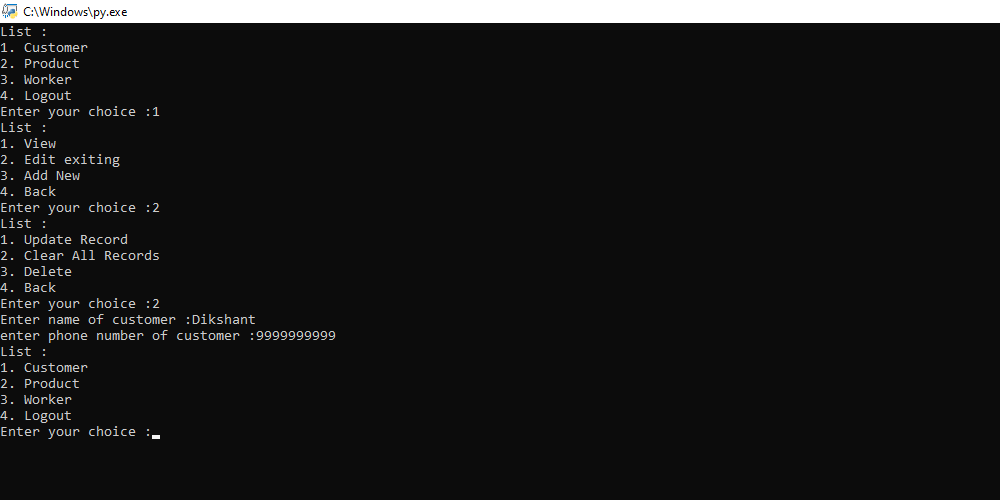 C:\Windows\py.exe
List :
1. Customer
2. Product
3. Worker
4. Logout
Enter your choice :1
List :
1. View
2. Edit exiting
3. Add New
4. Back
Enter your choice :2
List :
1. Update Record
2. Clear All Records
3. Delete
4. Back
Enter your choice :2
Enter name of customer :Dikshant
enter phone number of customer :9999999999
List :
1. Customer
2. Product
3. Worker
4. Logout
Enter your choice :